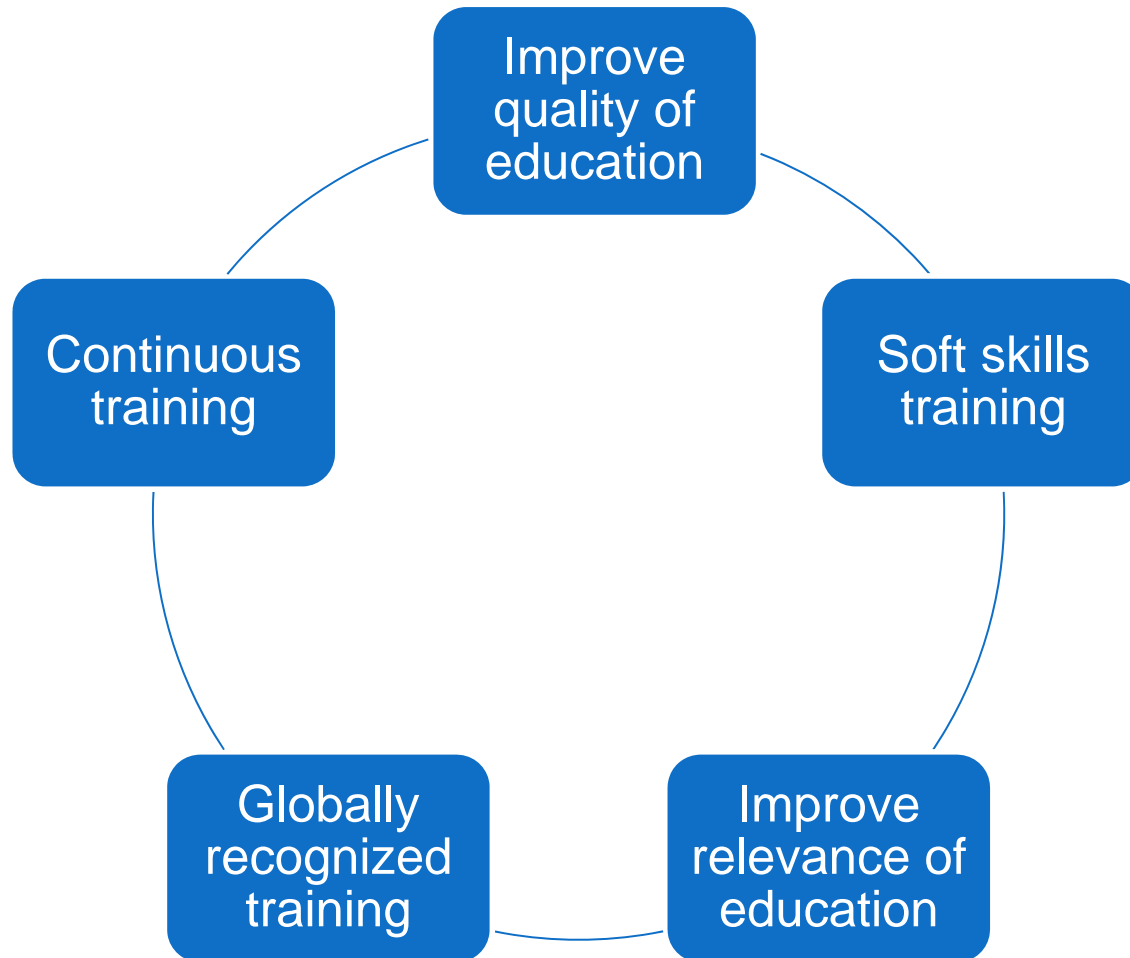 Improve
quality of
education
Soft skills
training
Improve
relevance of
education
Globally
recognized
training
Continuous
training